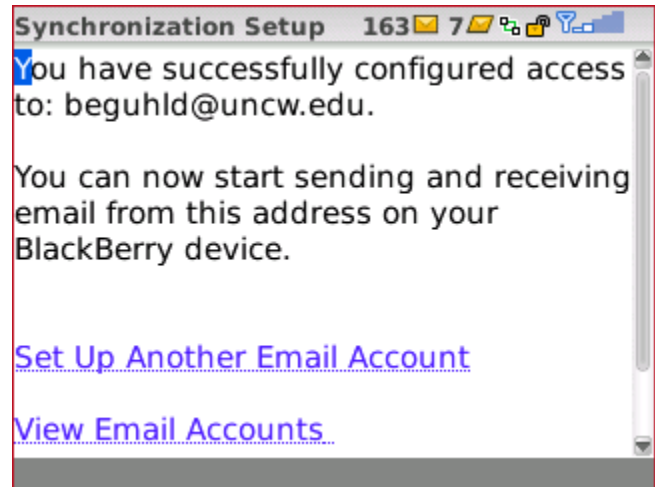 Synchronization Setup 163 7
You have successfully configured access
to: beguhld@uncw.edu.
You can now start sending and receiving
email from this address on your
BlackBerry device.
Set Up Another Email Account
View Email Accounts